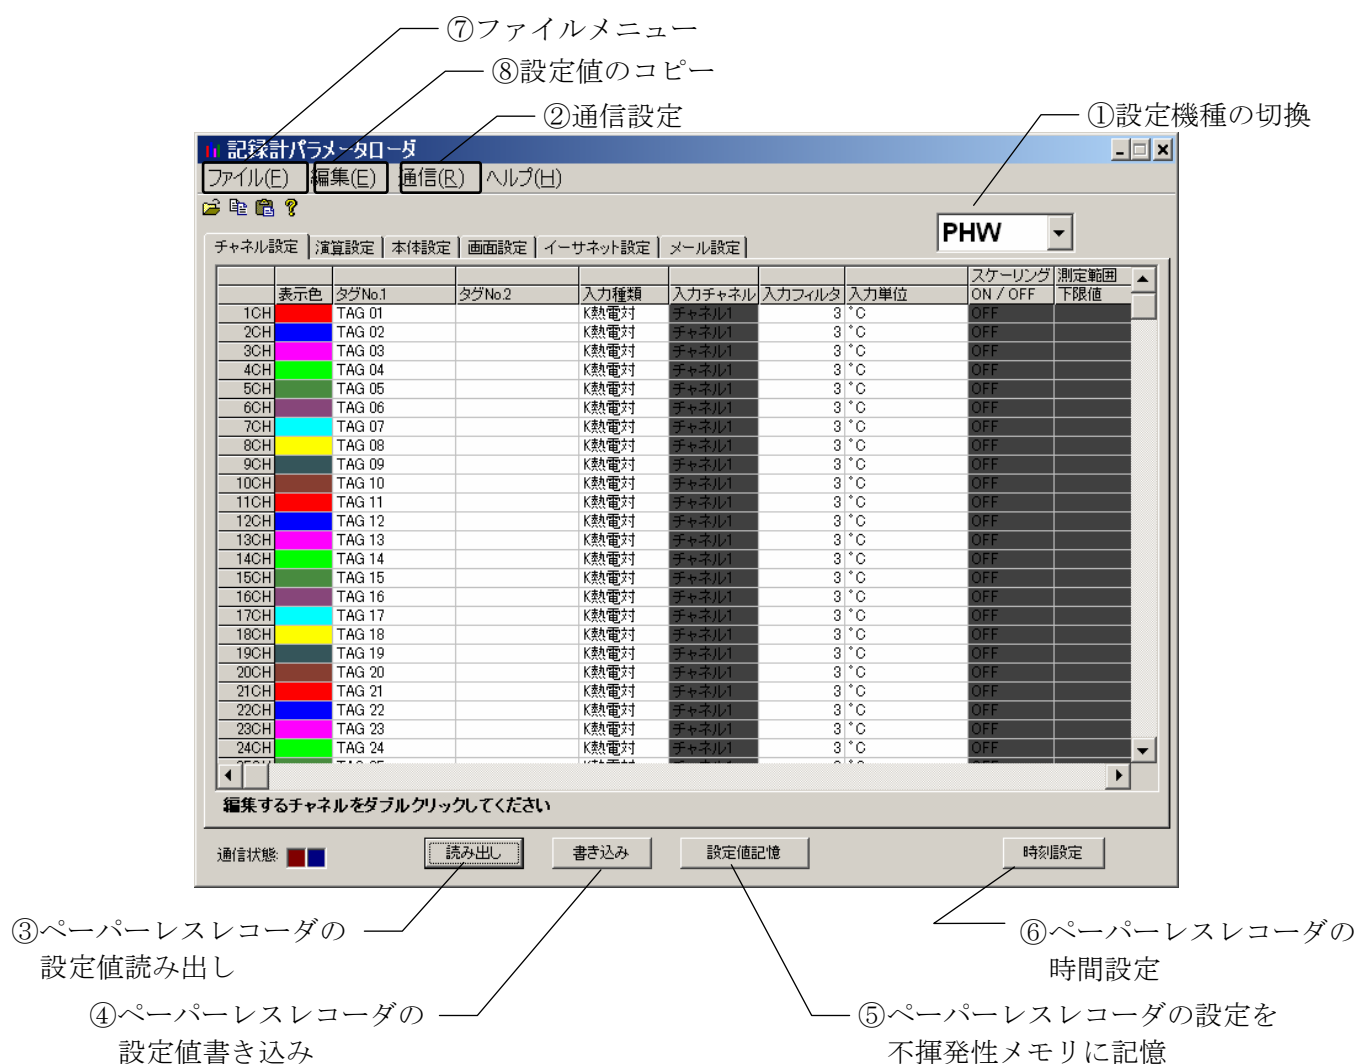 ⑦ファイルメニュー
⑧設定値のコピー
②通信設定
①設定機種の切換
記録計パラメータローダ
ファイル(F) 編集(E) 通信(R) ヘルプ(H)
PHW
チャネル設定 演算設定 本体設定 画面設定 イーサネット設定 メール設定
スケーリング 測定範囲
表示色 タグNo.1 タグNo.2 入力種類 入力チャネル 入力フィルタ 入力単位 ON / OFF 下限値
1CH TAG 01 K熱電対 チャネル1 3 °C OFF
2CH TAG 02 K熱電対 チャネル1 3 °C OFF
3CH TAG 03 K熱電対 チャネル1 3 °C OFF
4CH TAG 04 K熱電対 チャネル1 3 °C OFF
5CH TAG 05 K熱電対 チャネル1 3 °C OFF
6CH TAG 06 K熱電対 チャネル1 3 °C OFF
7CH TAG 07 K熱電対 チャネル1 3 °C OFF
8CH TAG 08 K熱電対 チャネル1 3 °C OFF
9CH TAG 09 K熱電対 チャネル1 3 °C OFF
10CH TAG 10 K熱電対 チャネル1 3 °C OFF
11CH TAG 11 K熱電対 チャネル1 3 °C OFF
12CH TAG 12 K熱電対 チャネル1 3 °C OFF
13CH TAG 13 K熱電対 チャネル1 3 °C OFF
14CH TAG 14 K熱電対 チャネル1 3 °C OFF
15CH TAG 15 K熱電対 チャネル1 3 °C OFF
16CH TAG 16 K熱電対 チャネル1 3 °C OFF
17CH TAG 17 K熱電対 チャネル1 3 °C OFF
18CH TAG 18 K熱電対 チャネル1 3 °C OFF
19CH TAG 19 K熱電対 チャネル1 3 °C OFF
20CH TAG 20 K熱電対 チャネル1 3 °C OFF
21CH TAG 21 K熱電対 チャネル1 3 °C OFF
22CH TAG 22 K熱電対 チャネル1 3 °C OFF
23CH TAG 23 K熱電対 チャネル1 3 °C OFF
24CH TAG 24 K熱電対 チャネル1 3 °C OFF
編集するチャネルをダブルクリックしてください
通信状態: 読み出し 書き込み 設定値記憶 時刻設定
③ペーパーレスレコーダの
設定値読み出し
⑥ペーパーレスレコーダの
時間設定
④ペーパーレスレコーダの
設定値書き込み
⑤ペーパーレスレコーダの設定を
不揮発性メモリに記憶